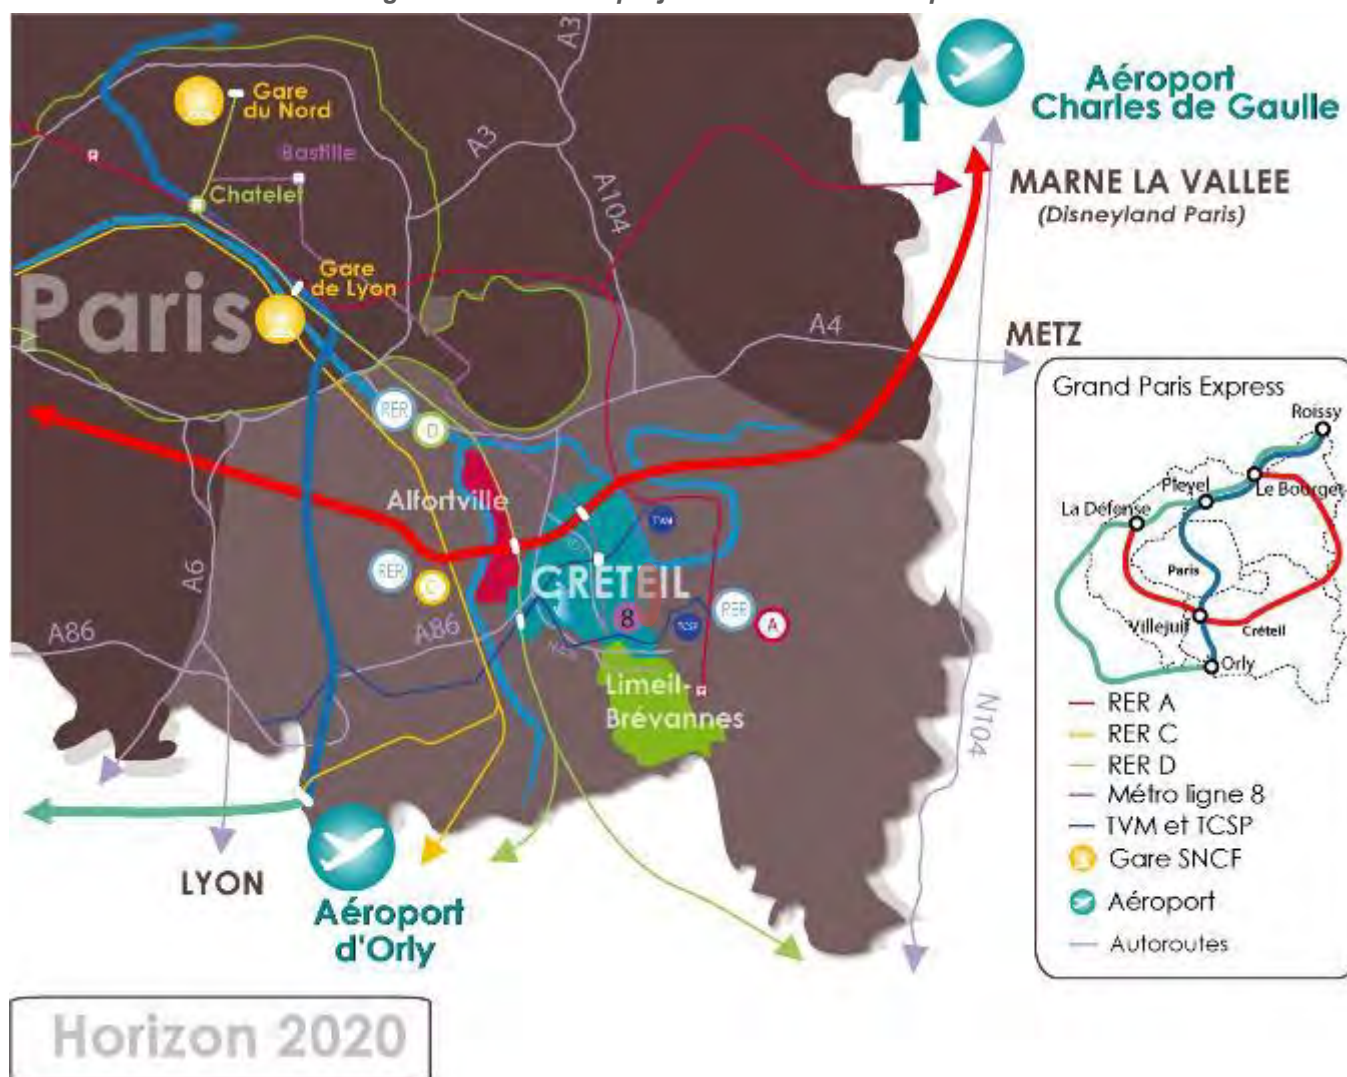 A3
Gare
du Nord
Aéroport
Charles de Gaulle
Bastille
A3
Chatelet
A104
MARNE LA VALLEE
(Disneyland Paris)
Gare
de Lyon
Paris
A4
METZ
RER
D
Alfortville
TVM
A6
RER
C
CRÉTEIL
8
TCSP
RER
A
A86
A86
Limeil-
Brévannes
N104
LYON
Aéroport
d'Orly
Grand Paris Express
Roissy
Pleyel
Le Bourget
La Défense
Paris
Villejuif
Créteil
Orly
RER A
RER C
RER D
Métro ligne 8
TVM et TCSP
Gare SNCF
Aéroport
Autoroutes
Horizon 2020